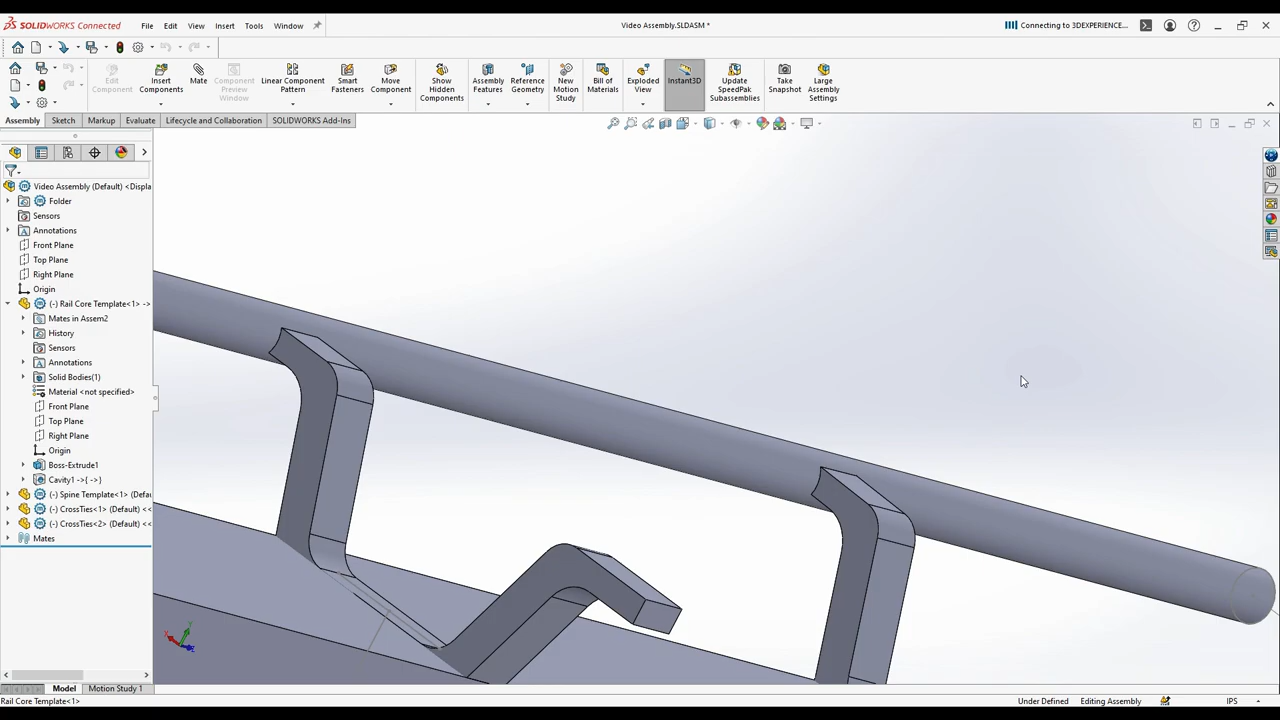 SOLIDWORKS Connected
File Edit View Insert Tools Window
Video Assembly.SLDASM *
Connecting to 3DEXPERIENCE...
Edit Component
Insert Components
Mate
Component Preview Window
Linear Component Pattern
Smart Fasteners
Move Component
Show Hidden Components
Assembly Features
Reference Geometry
New Motion Study
Bill of Materials
Exploded View
Instant3D
Update SpeedPak Subassemblies
Take Snapshot
Large Assembly Settings
Assembly Sketch Markup Evaluate Lifecycle and Collaboration SOLIDWORKS Add-Ins
Video Assembly (Default) <Displa
Folder
Sensors
Annotations
Front Plane
Top Plane
Right Plane
Origin
(-) Rail Core Template<1> ->
Mates in Assem2
History
Sensors
Annotations
Solid Bodies(1)
Material <not specified>
Front Plane
Top Plane
Right Plane
Origin
Boss-Extrude1
Cavity1 ->{ ->}
(-) Spine Template<1> (Defau
(-) CrossTies<1> (Default) <<
(-) CrossTies<2> (Default) <<
Mates
Model Motion Study 1
Rail Core Template<1>
Under Defined Editing Assembly IPS